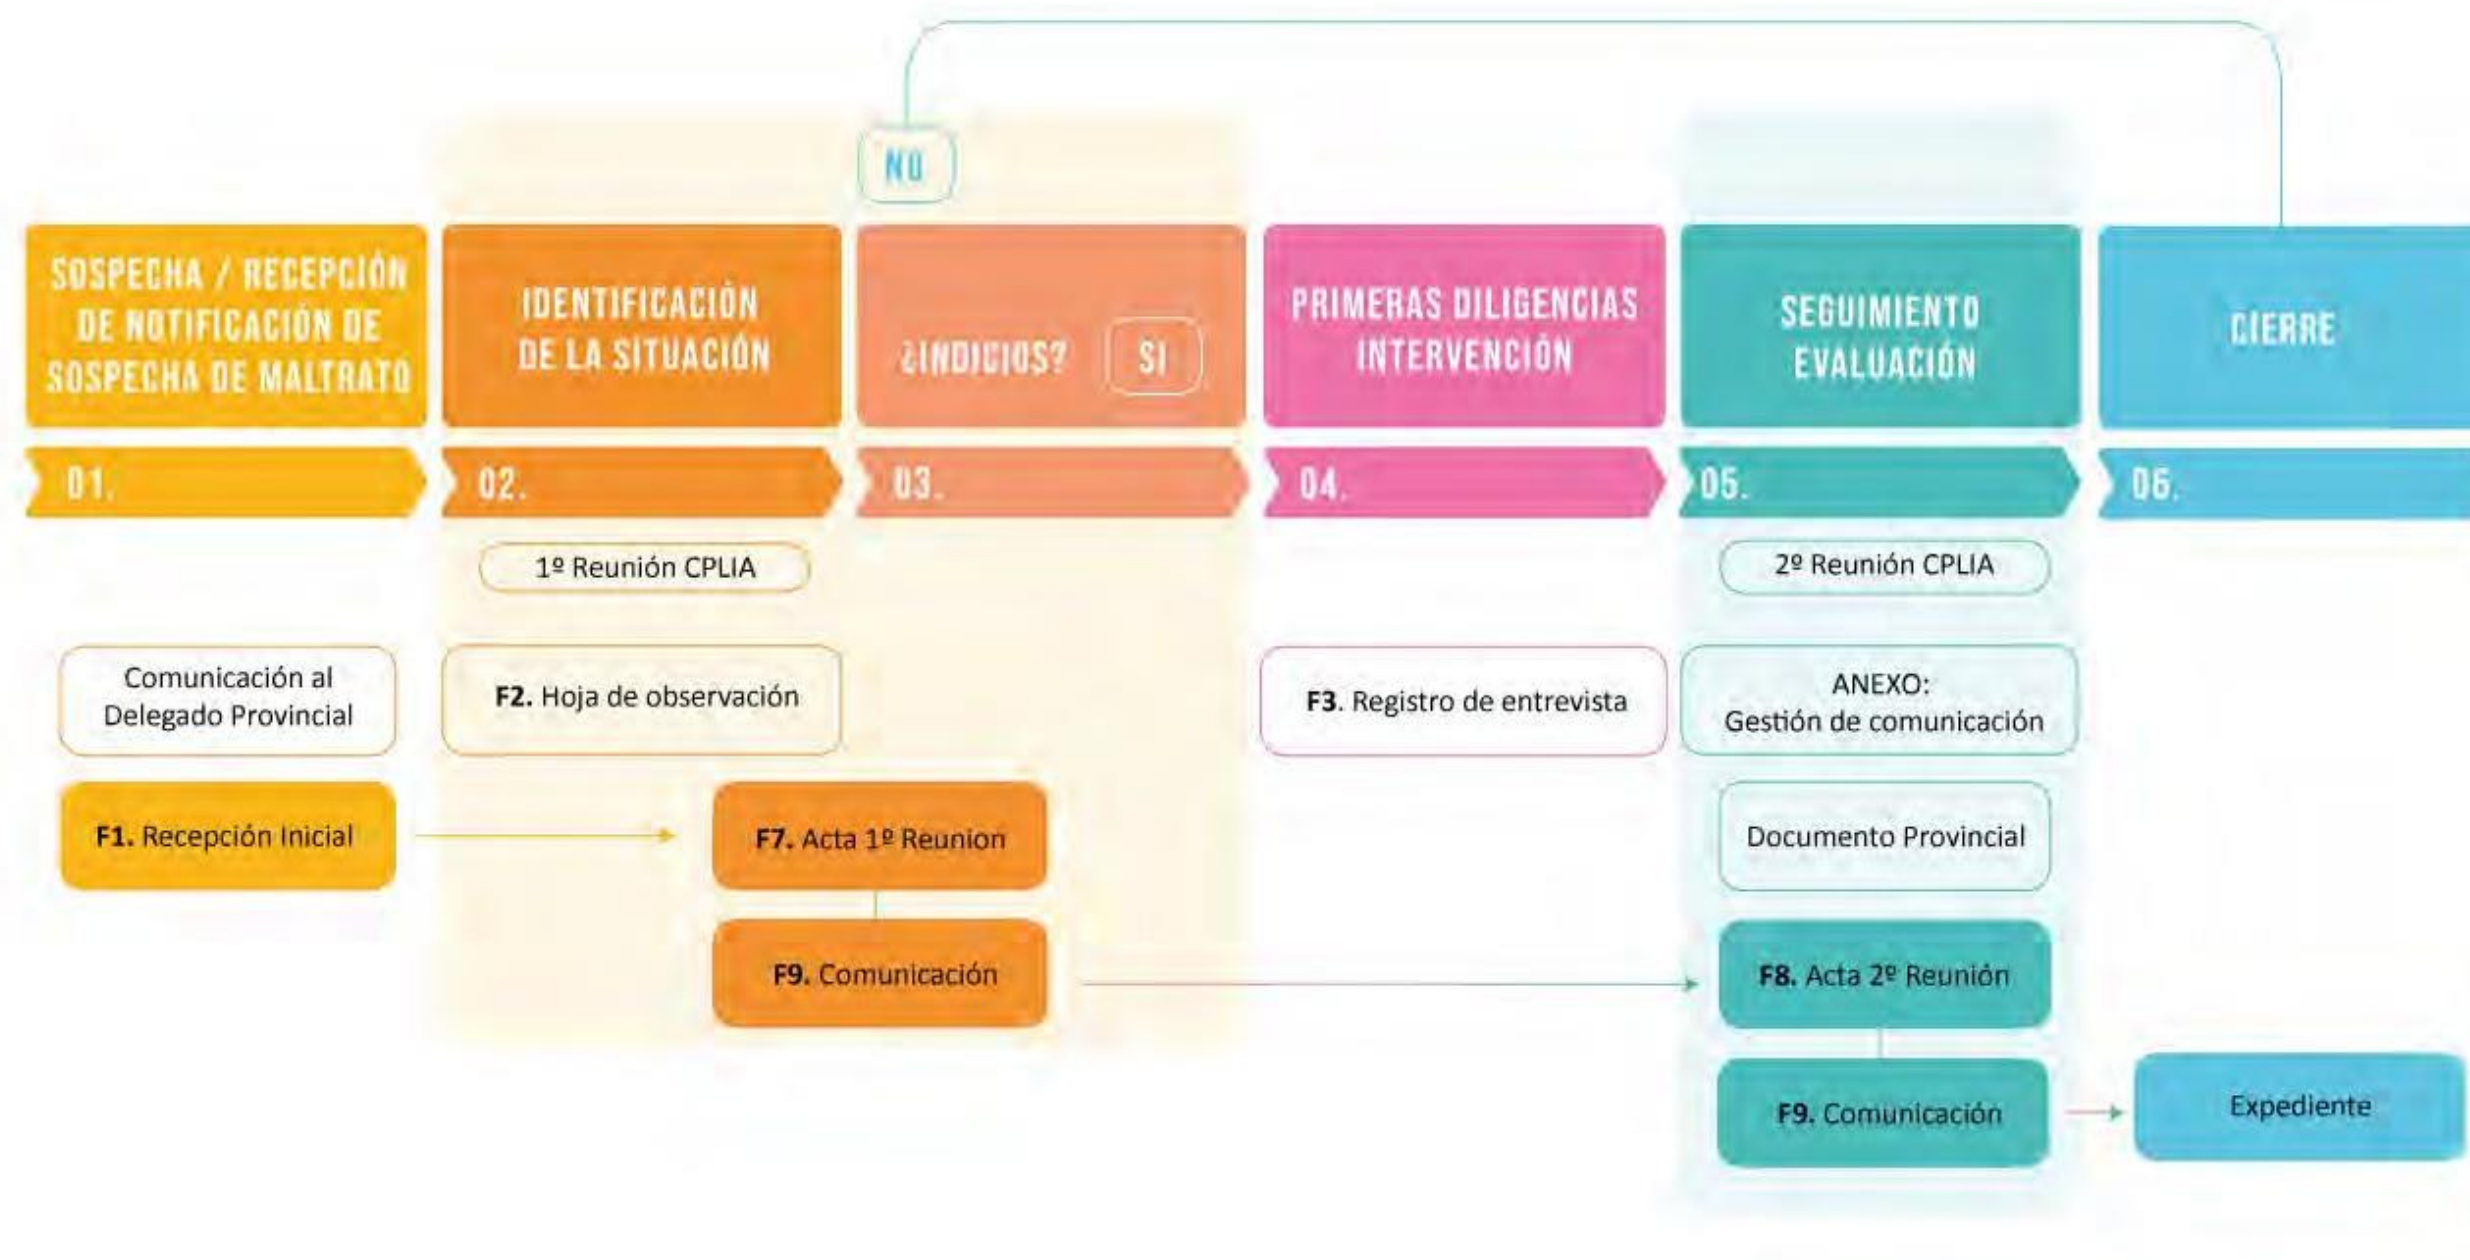 NO
SOSPECHA / RECEPCIÓN
DE NOTIFICACIÓN DE
SOSPECHA DE MALTRATO
IDENTIFICACIÓN
DE LA SITUACIÓN
¿INDICIOS? SI
PRIMERAS DILIGENCIAS
INTERVENCIÓN
SEGUIMIENTO
EVALUACIÓN
CIERRE
01.
02.
03.
04.
05.
06.
1º Reunión CPLIA
2º Reunión CPLIA
Comunicación al
Delegado Provincial
F2. Hoja de observación
F3. Registro de entrevista
ANEXO:
Gestión de comunicación
F1. Recepción Inicial
F7. Acta 1º Reunion
Documento Provincial
F9. Comunicación
F8. Acta 2º Reunión
F9. Comunicación
Expediente